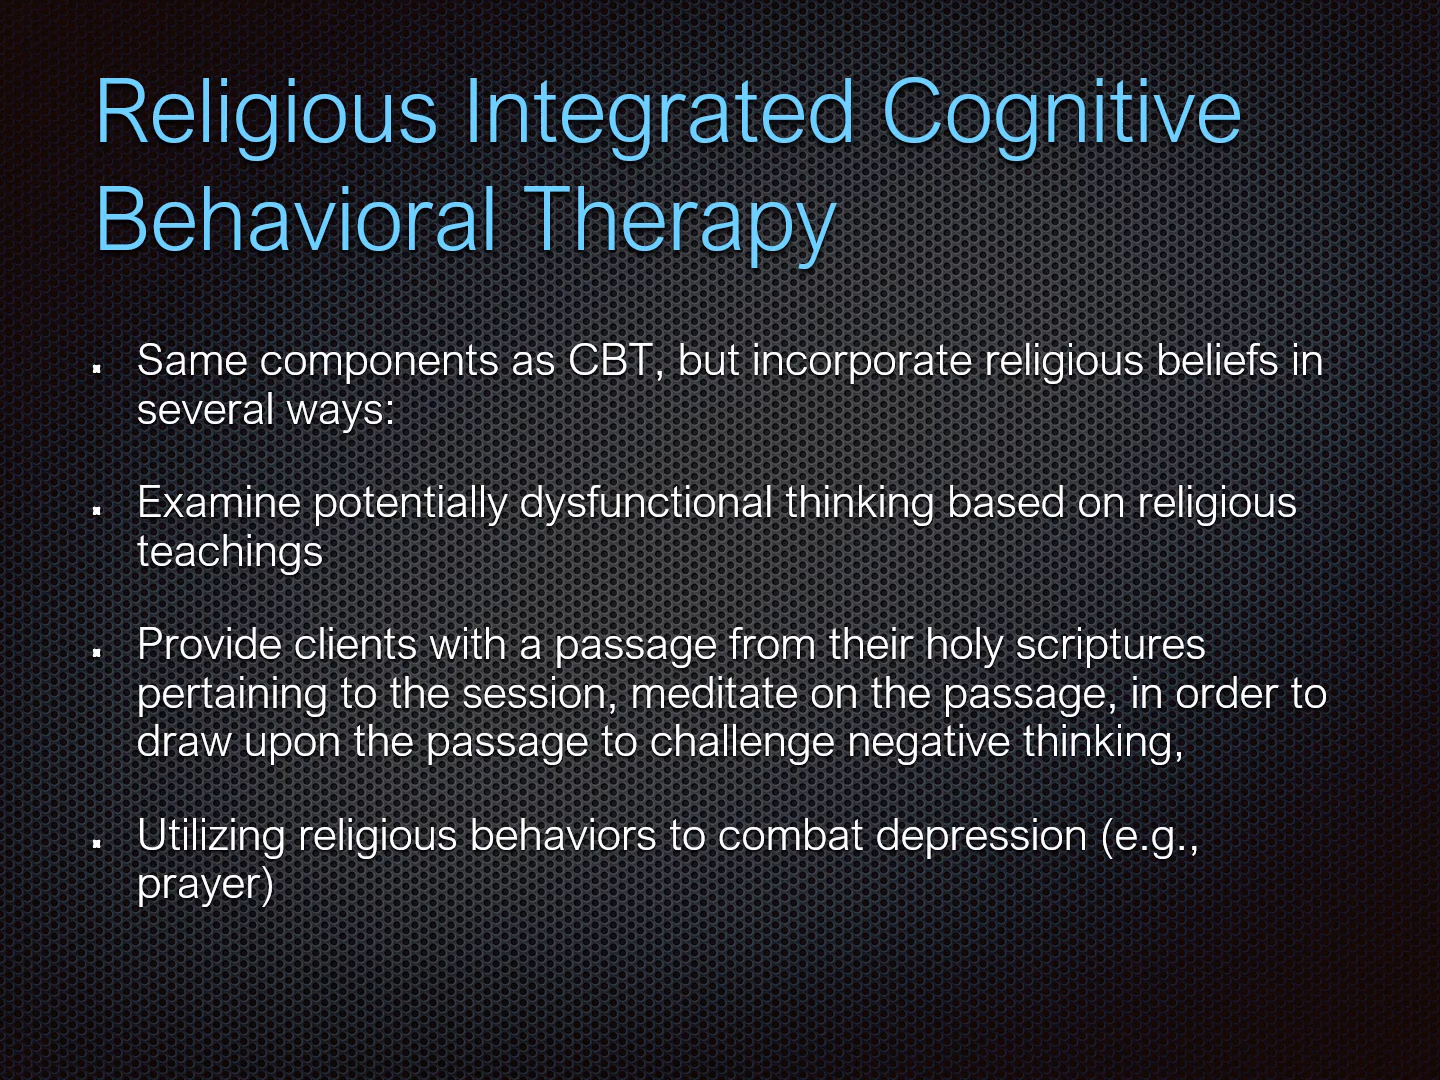 Religious Integrated Cognitive
Behavioral Therapy
Same components as CBT, but incorporate religious beliefs in
several ways:
Examine potentially dysfunctional thinking based on religious
teachings
Provide clients with a passage from their holy scriptures
pertaining to the session, meditate on the passage, in order to
draw upon the passage to challenge negative thinking,
Utilizing religious behaviors to combat depression (e.g.,
prayer)